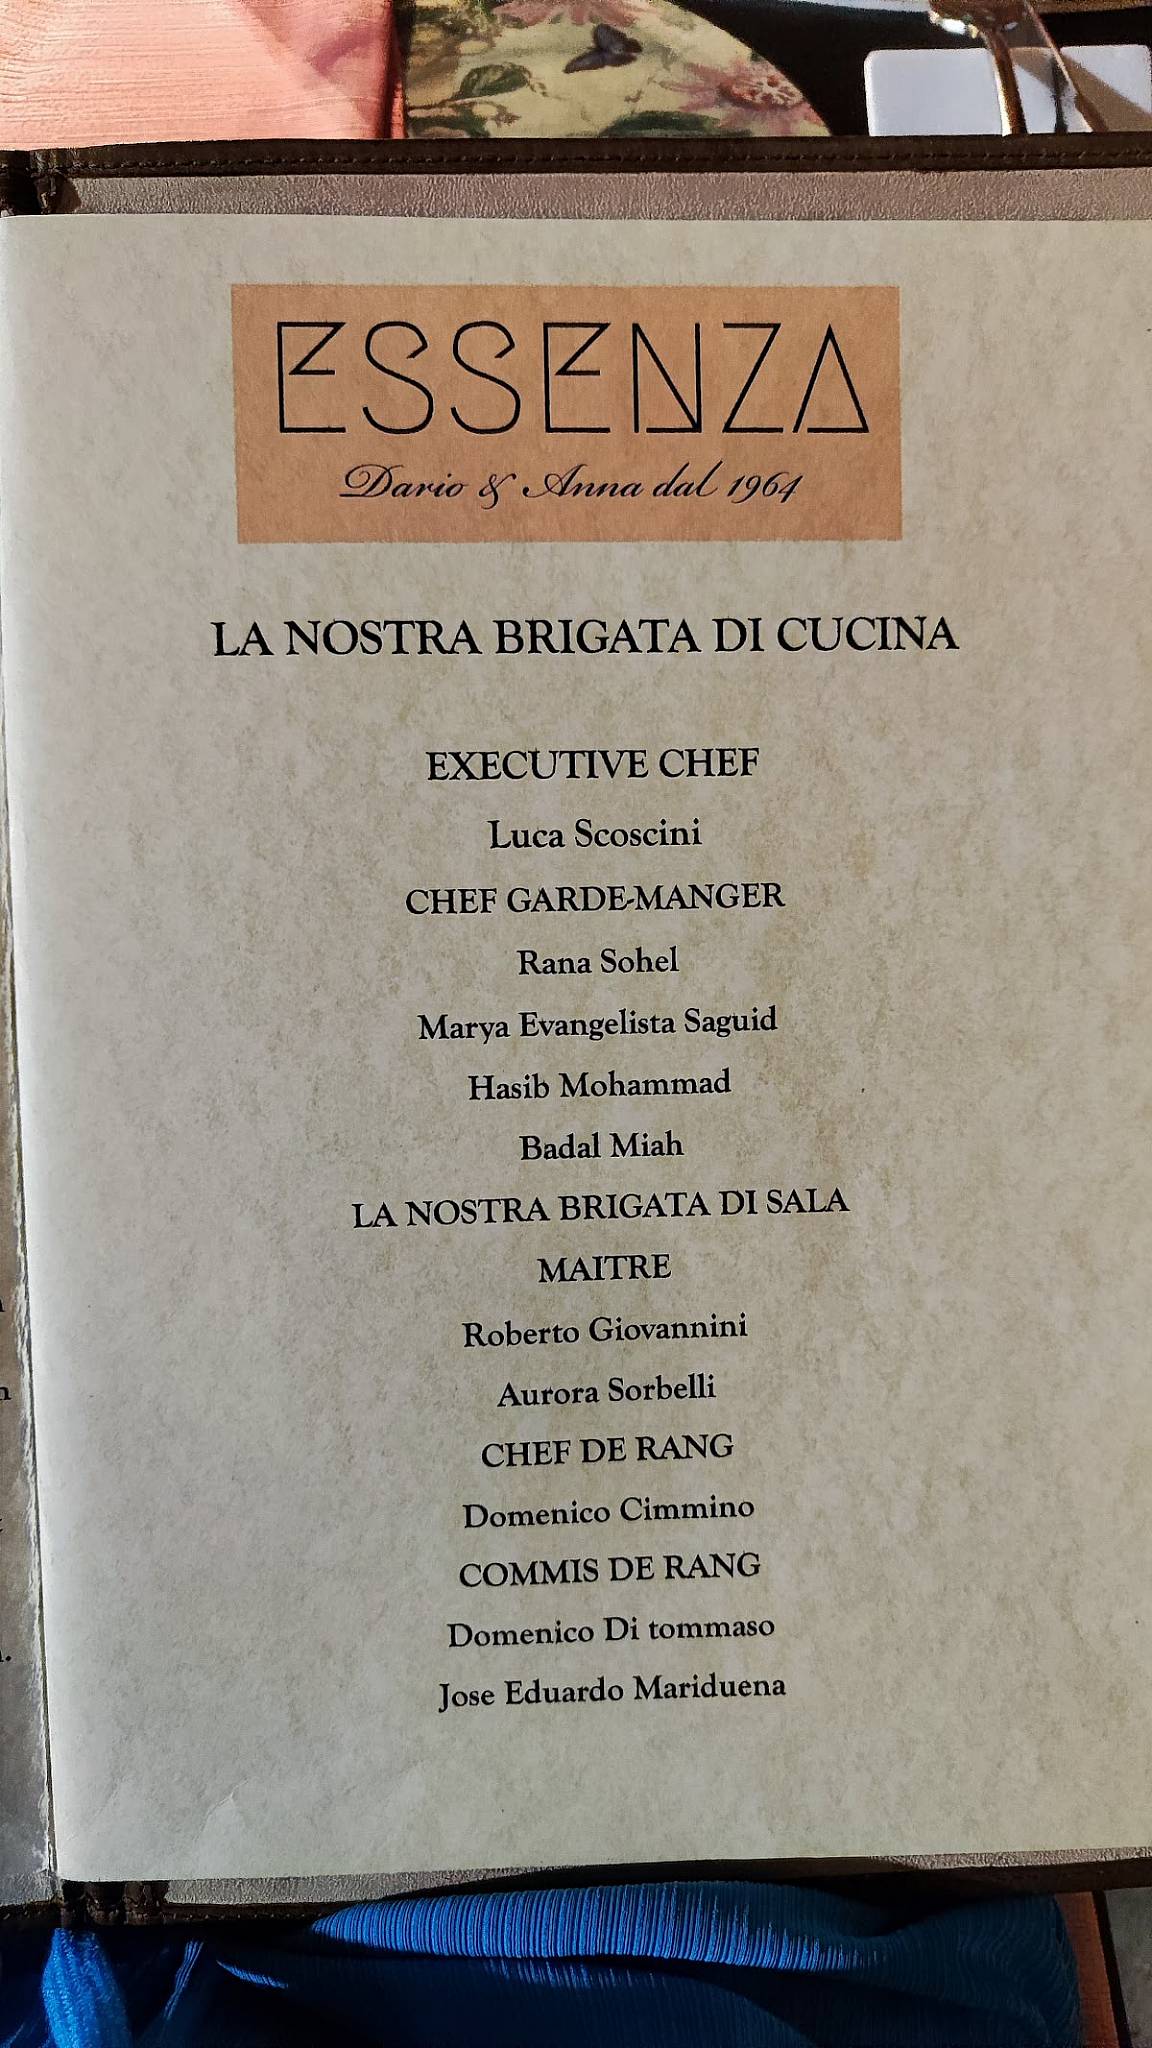 ESSENZA
Dario & Anna dal 1964
LA NOSTRA BRIGATA DI CUCINA
EXECUTIVE CHEF
Luca Scoscini
CHEF GARDE-MANGER
Rana Sohel
Marya Evangelista Saguid
Hasib Mohammad
Badal Miah
LA NOSTRA BRIGATA DI SALA
MAITRE
Roberto Giovannini
Aurora Sorbelli
CHEF DE RANG
Domenico Cimmino
COMMIS DE RANG
Domenico Di tommaso
Jose Eduardo Mariduena